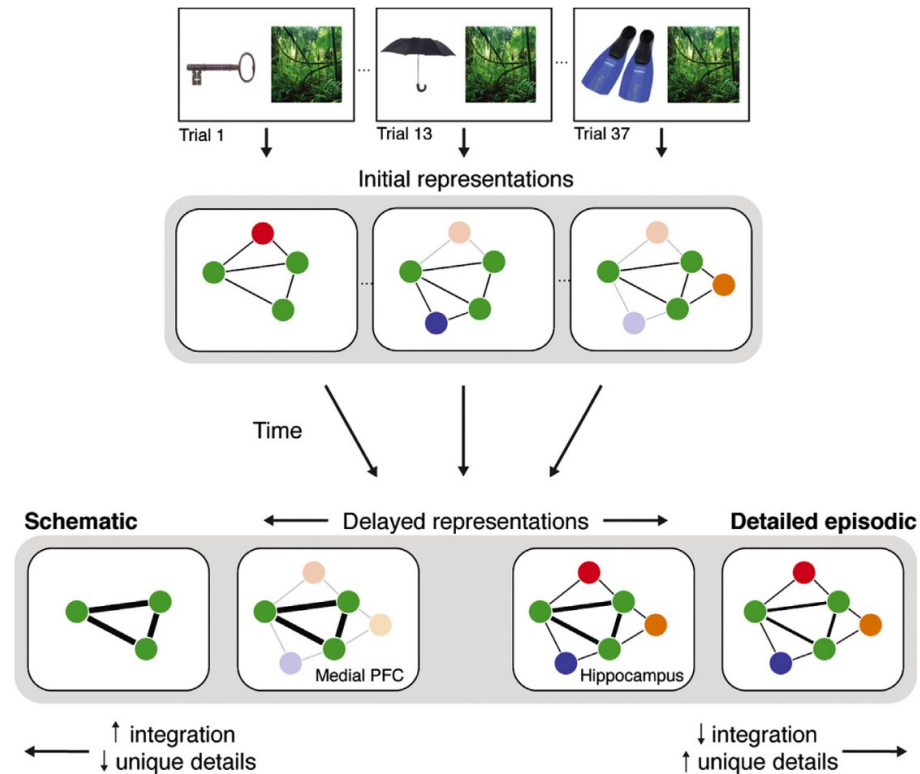 Trial 1
...
Trial 13
...
Trial 37
Initial representations
...
...
Time
Schematic
Delayed representations
Detailed episodic
Medial PFC
Hippocampus
↑ integration
↓ unique details
↓ integration
↑ unique details